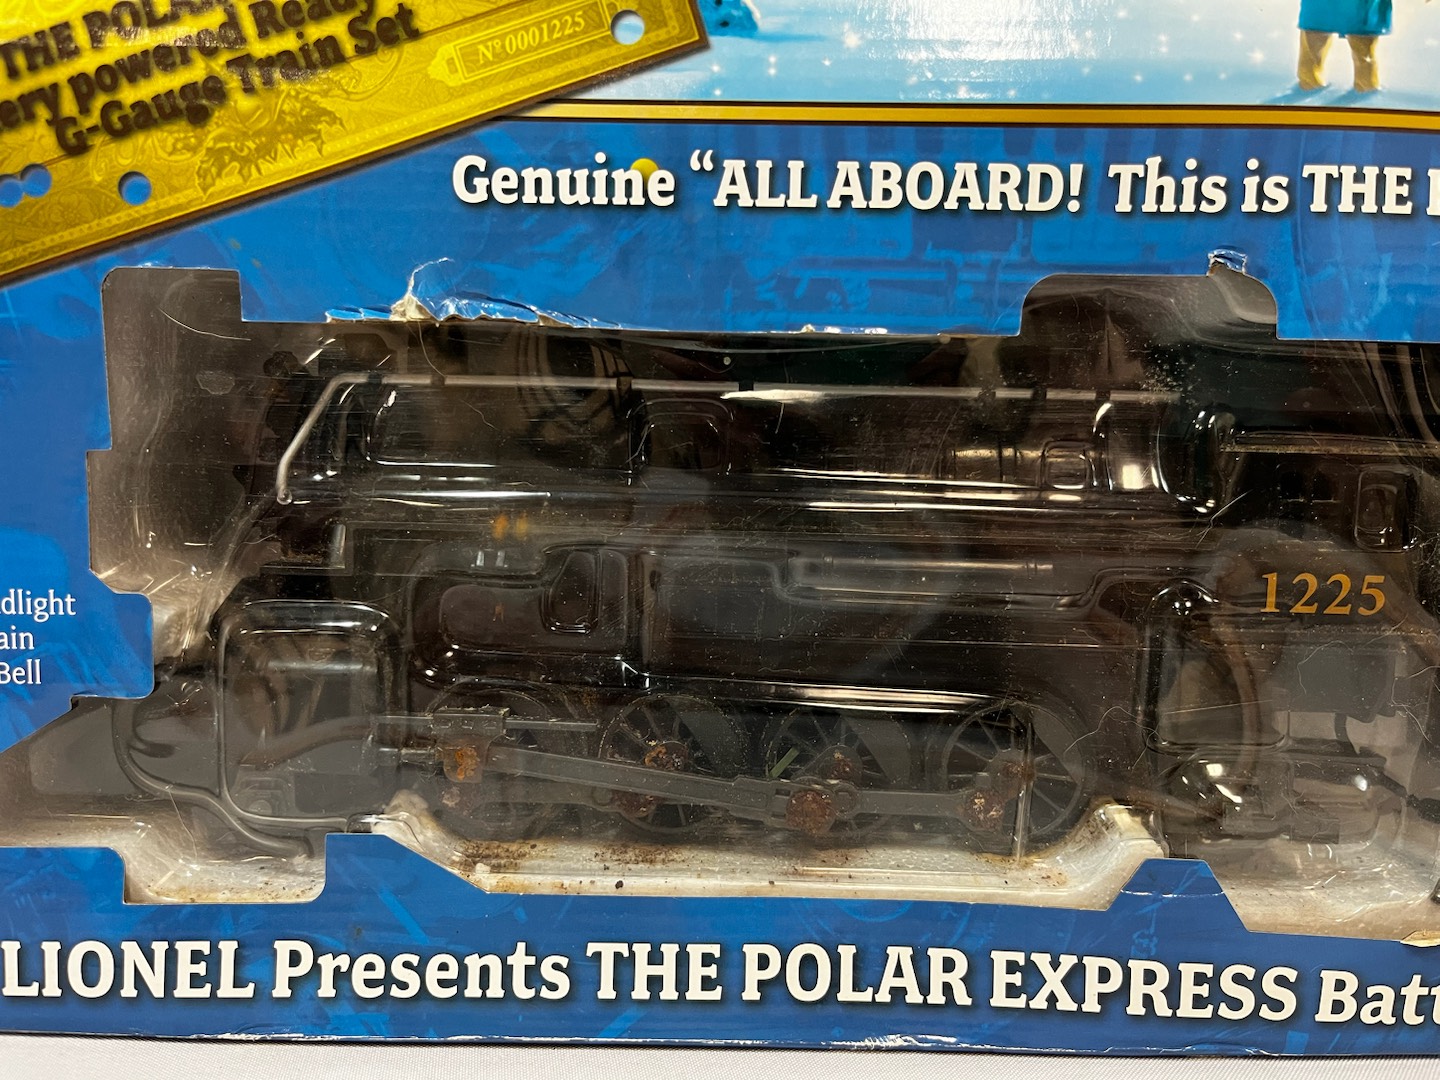 THE POLAR
ery powered Ready
G-Gauge Train Set
Nº 0001225
Genuine “ALL ABOARD! This is THE
dlight
ain
Bell
1225
LIONEL Presents THE POLAR EXPRESS Batt